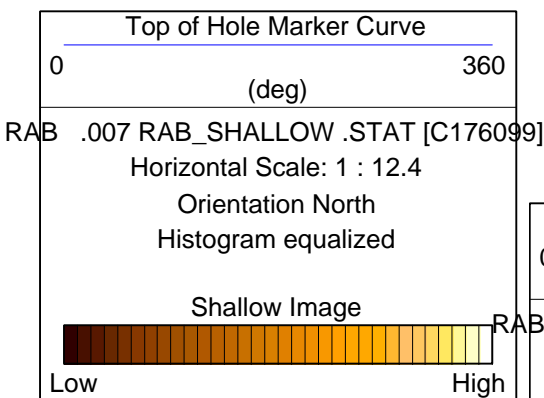 Top of Hole Marker Curve
0 360
(deg)
RAB .007 RAB_SHALLOW .STAT [C176099]
Horizontal Scale: 1 : 12.4
Orientation North
Histogram equalized
Shallow Image
RAB
Low High